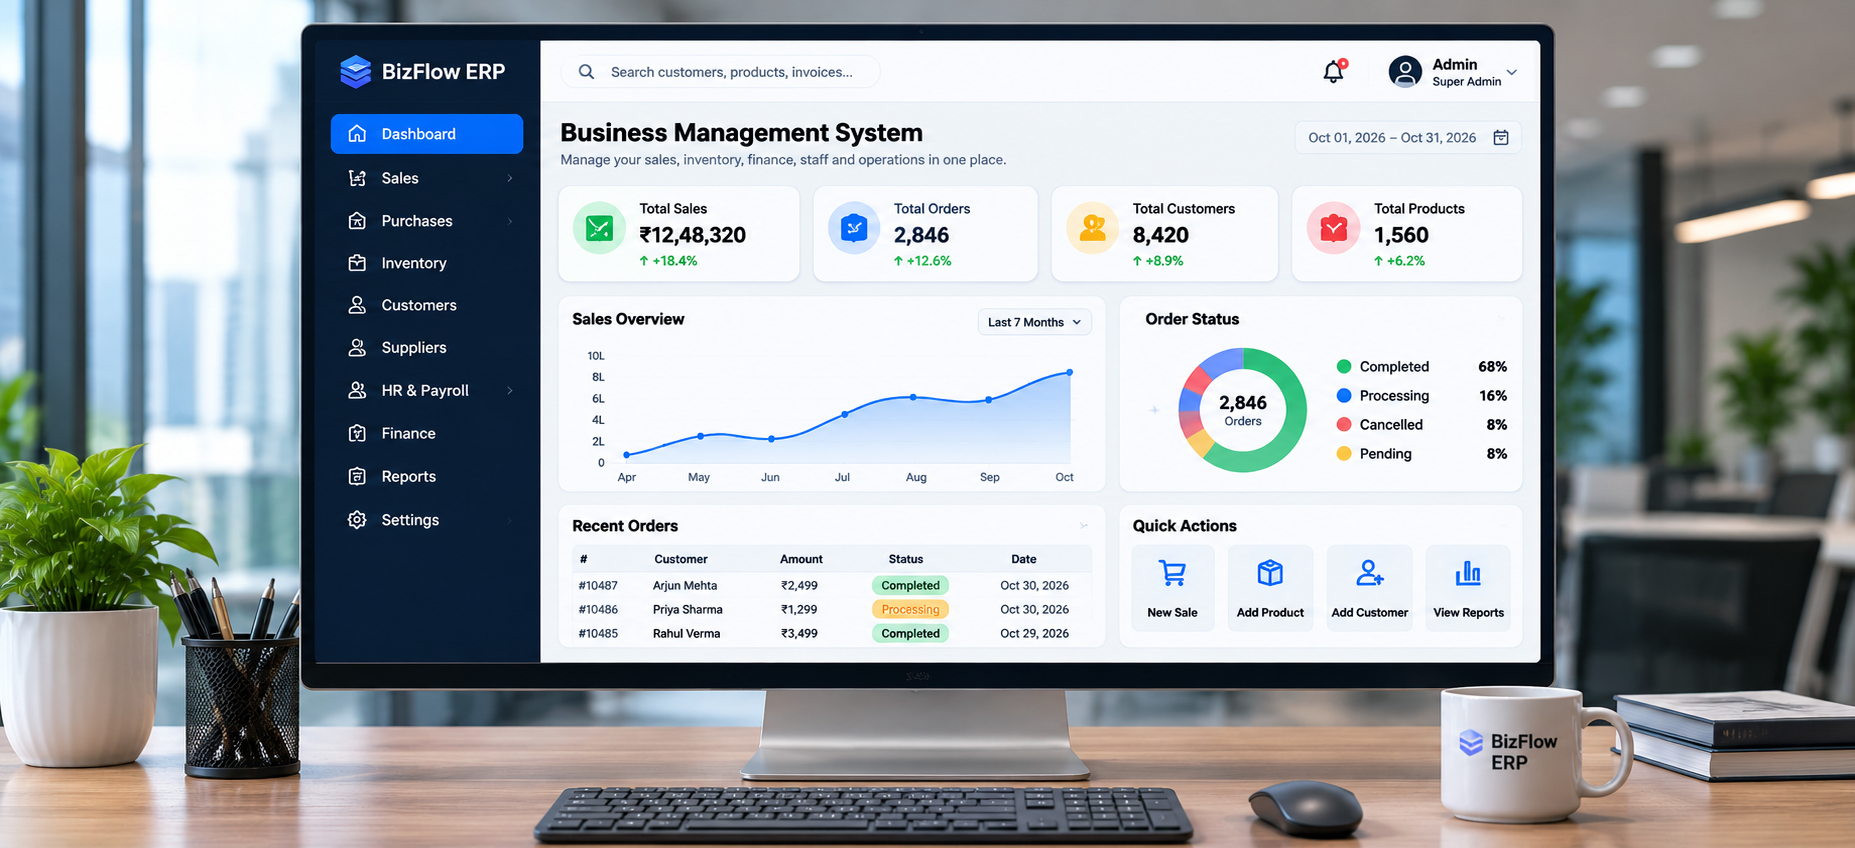 BizFlow ERP
Search customers, products, invoices...
Admin
Super Admin
Dashboard
Sales
Purchases
Inventory
Customers
Suppliers
HR & Payroll
Finance
Reports
Settings
Business Management System
Manage your sales, inventory, finance, staff and operations in one place.
Oct 01, 2026 – Oct 31, 2026
Total Sales
₹12,48,320
↑ +18.4%
Total Orders
2,846
↑ +12.6%
Total Customers
8,420
↑ +8.9%
Total Products
1,560
↑ +6.2%
Sales Overview
Last 7 Months
10L
8L
6L
4L
2L
0
Apr May Jun Jul Aug Sep Oct
Order Status
2,846
Orders
Completed 68%
Processing 16%
Cancelled 8%
Pending 8%
Recent Orders
# Customer Amount Status Date
#10487 Arjun Mehta ₹2,499 Completed Oct 30, 2026
#10486 Priya Sharma ₹1,299 Processing Oct 30, 2026
#10485 Rahul Verma ₹3,499 Completed Oct 29, 2026
Quick Actions
New Sale
Add Product
Add Customer
View Reports
BizFlow
ERP